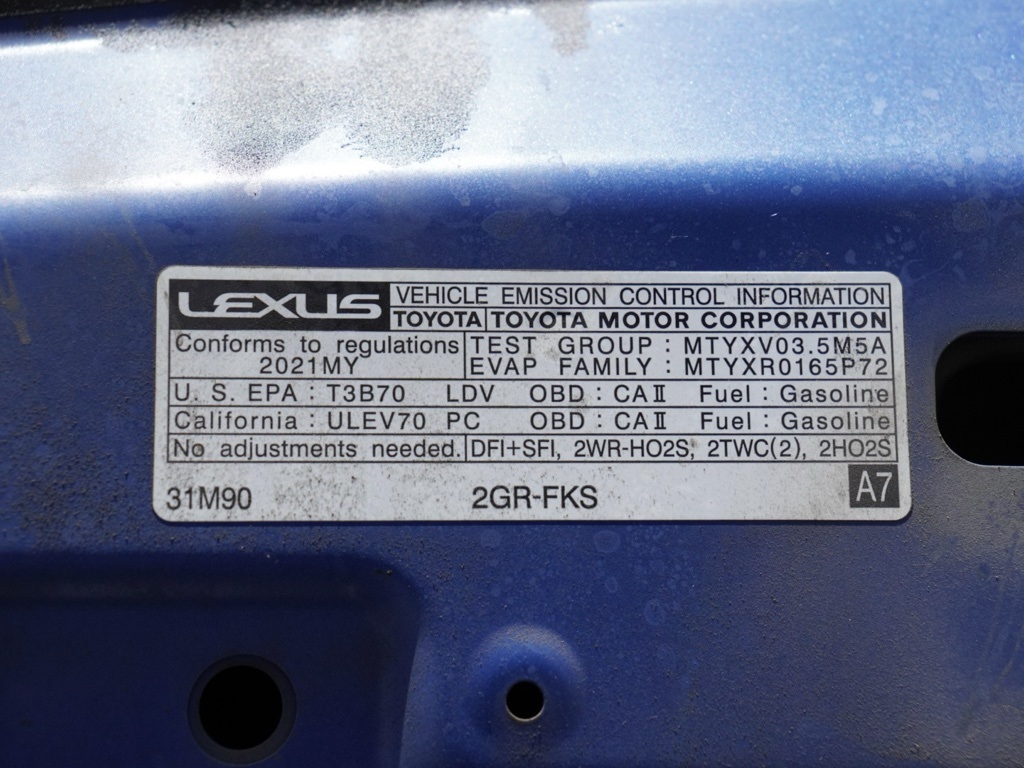 LEXUS VEHICLE EMISSION CONTROL INFORMATION
TOYOTA TOYOTA MOTOR CORPORATION
Conforms to regulations TEST GROUP : MTYXV03.5M5A
2021MY EVAP FAMILY : MTYXR0165P72
U. S. EPA : T3B70 LDV OBD : CAⅡ Fuel : Gasoline
California : ULEV70 PC OBD : CAⅡ Fuel : Gasoline
No adjustments needed. DFI+SFI, 2WR-HO2S, 2TWC(2), 2HO2S
31M90 2GR-FKS A7